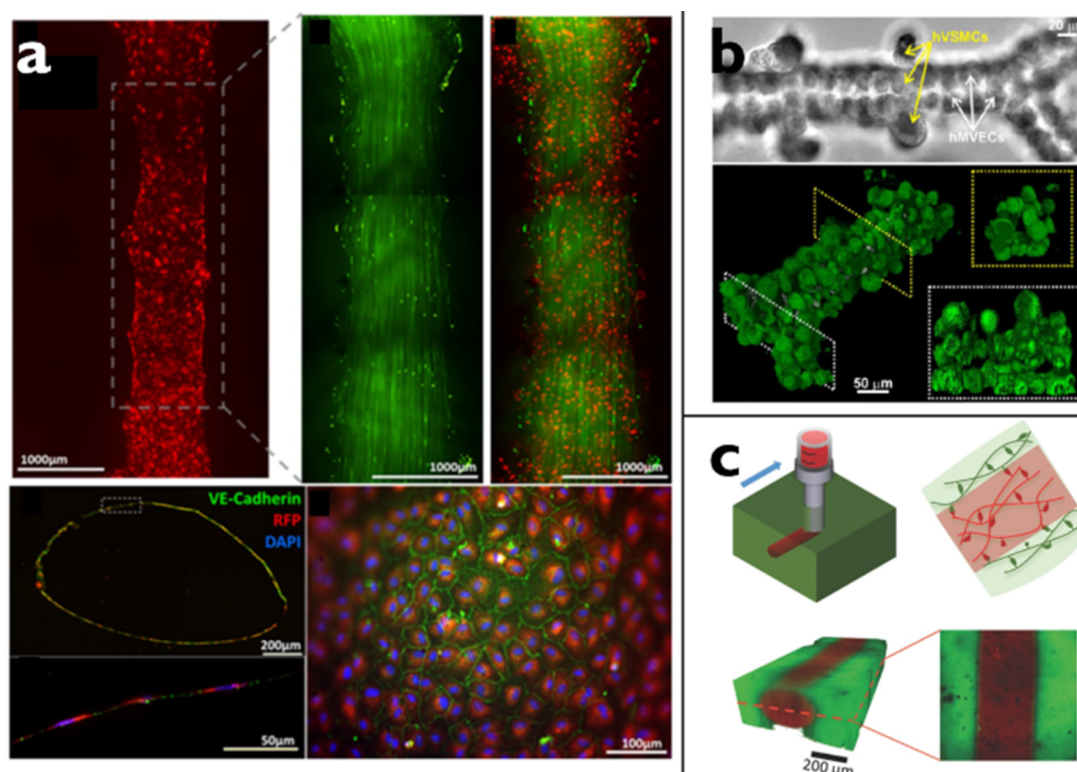 a
1000μm
1000μm
1000μm
VE-Cadherin
RFP
DAPI
200μm
50μm
100μm
b
20 μm
hVSMCs
hMVECs
50 μm
c
200 μm